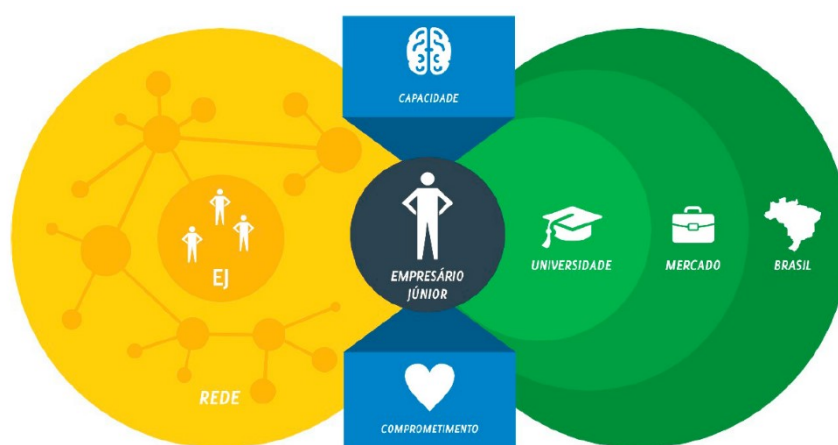 CAPACIDADE
EJ
REDE
EMPRESÁRIO
JÚNIOR
UNIVERSIDADE
MERCADO
BRASIL
COMPROMETIMENTO